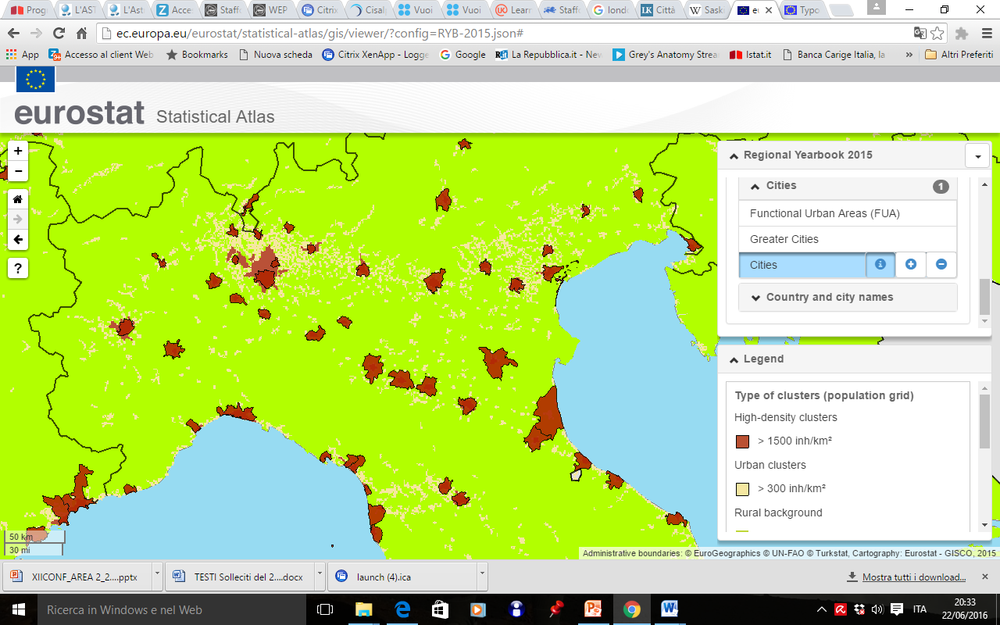 Prog
L'AST
L'Ast
Acce
Staff
WEP
Citrix
Cisal
Vuoi
Vuoi
Learn
Staff
lond
Città
Sask
e
Typo
ec.europa.eu/eurostat/statistical-atlas/gis/viewer/?config=RYB-2015.json#
App
Accesso al client Web
Bookmarks
Nuova scheda
Citrix XenApp - Logge
Google
La Repubblica.it - New
Grey's Anatomy Strea
Istat.it
Banca Carige Italia, la
»
Altri Preferiti
eurostat Statistical Atlas
+
−
?
Regional Yearbook 2015
Cities 1
Functional Urban Areas (FUA)
Greater Cities
Cities
Country and city names
Legend
Type of clusters (population grid)
High-density clusters
> 1500 inh/km²
Urban clusters
> 300 inh/km²
Rural background
50 km
30 mi
Administrative boundaries: © EuroGeographics © UN-FAO © Turkstat, Cartography: Eurostat - GISCO, 2015
XIICONF_AREA 2_2....pptx
TESTI Solleciti del 2....docx
launch (4).ica
Mostra tutti i download...
Ricerca in Windows e nel Web
ITA
20:33
22/06/2016